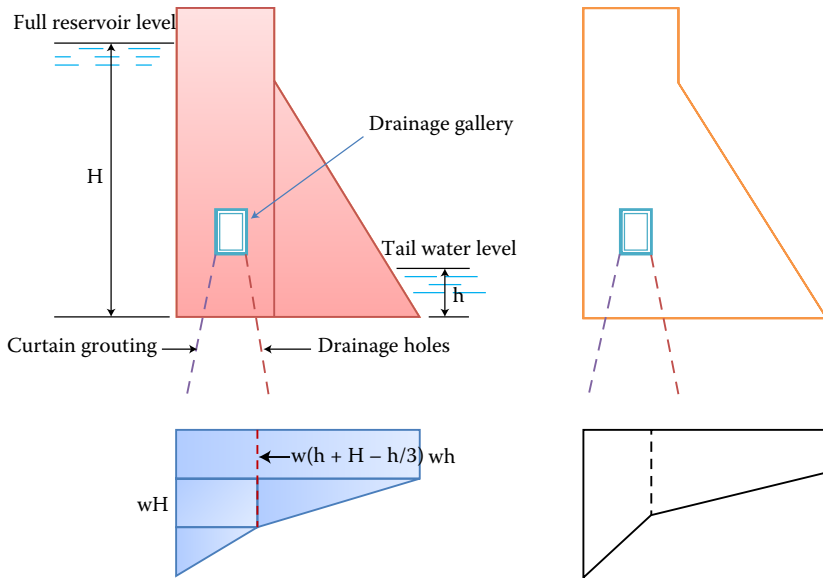 Full reservoir level
Drainage gallery
H
Tail water level
h
Curtain grouting
Drainage holes
w(h + H – h/3) wh
wH